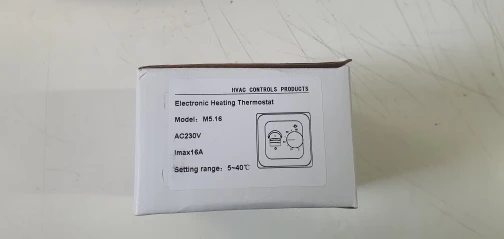 HVAC CONTROLS PRODUCTS
Electronic Heating Thermostat
Model: M5.16
AC230V
Imax16A
Setting range: 5~40℃